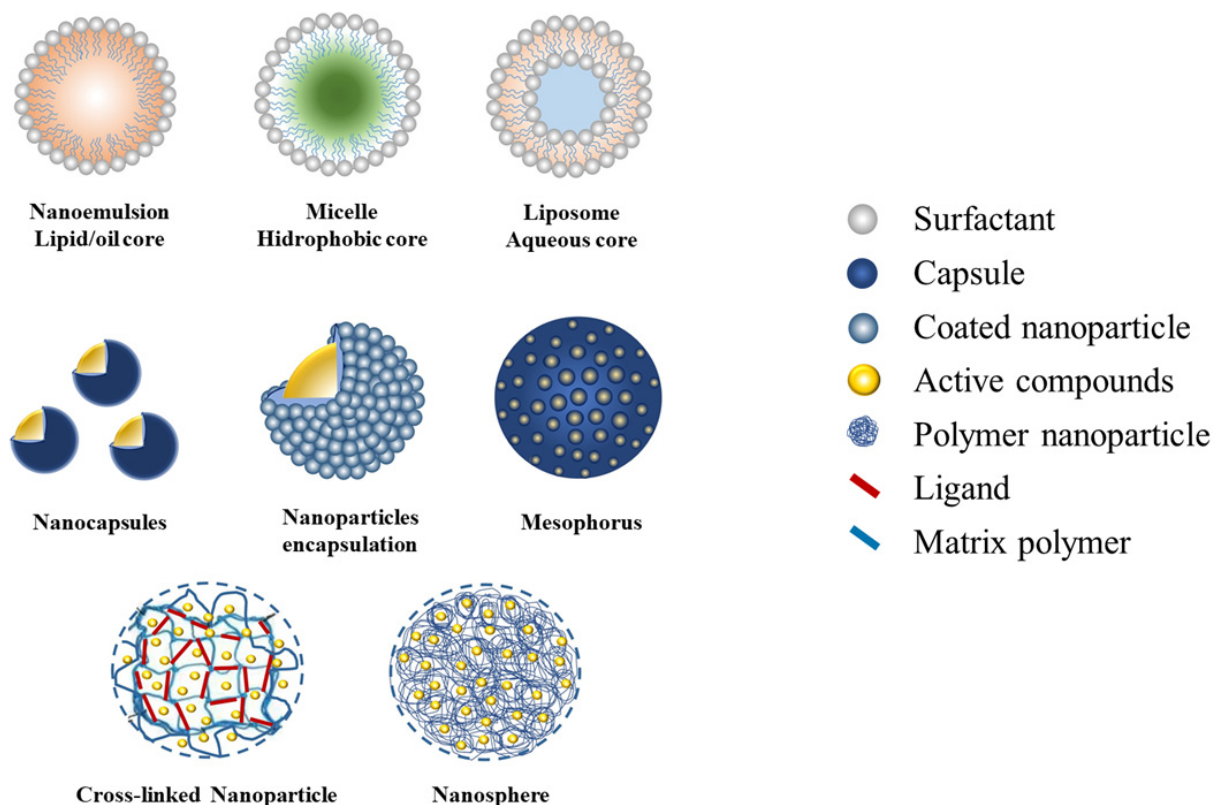 Nanoemulsion
Lipid/oil core
Micelle
Hidrophobic core
Liposome
Aqueous core
Nanocapsules
Nanoparticles
encapsulation
Mesophorus
Cross-linked Nanoparticle
Nanosphere
Surfactant
Capsule
Coated nanoparticle
Active compounds
Polymer nanoparticle
Ligand
Matrix polymer